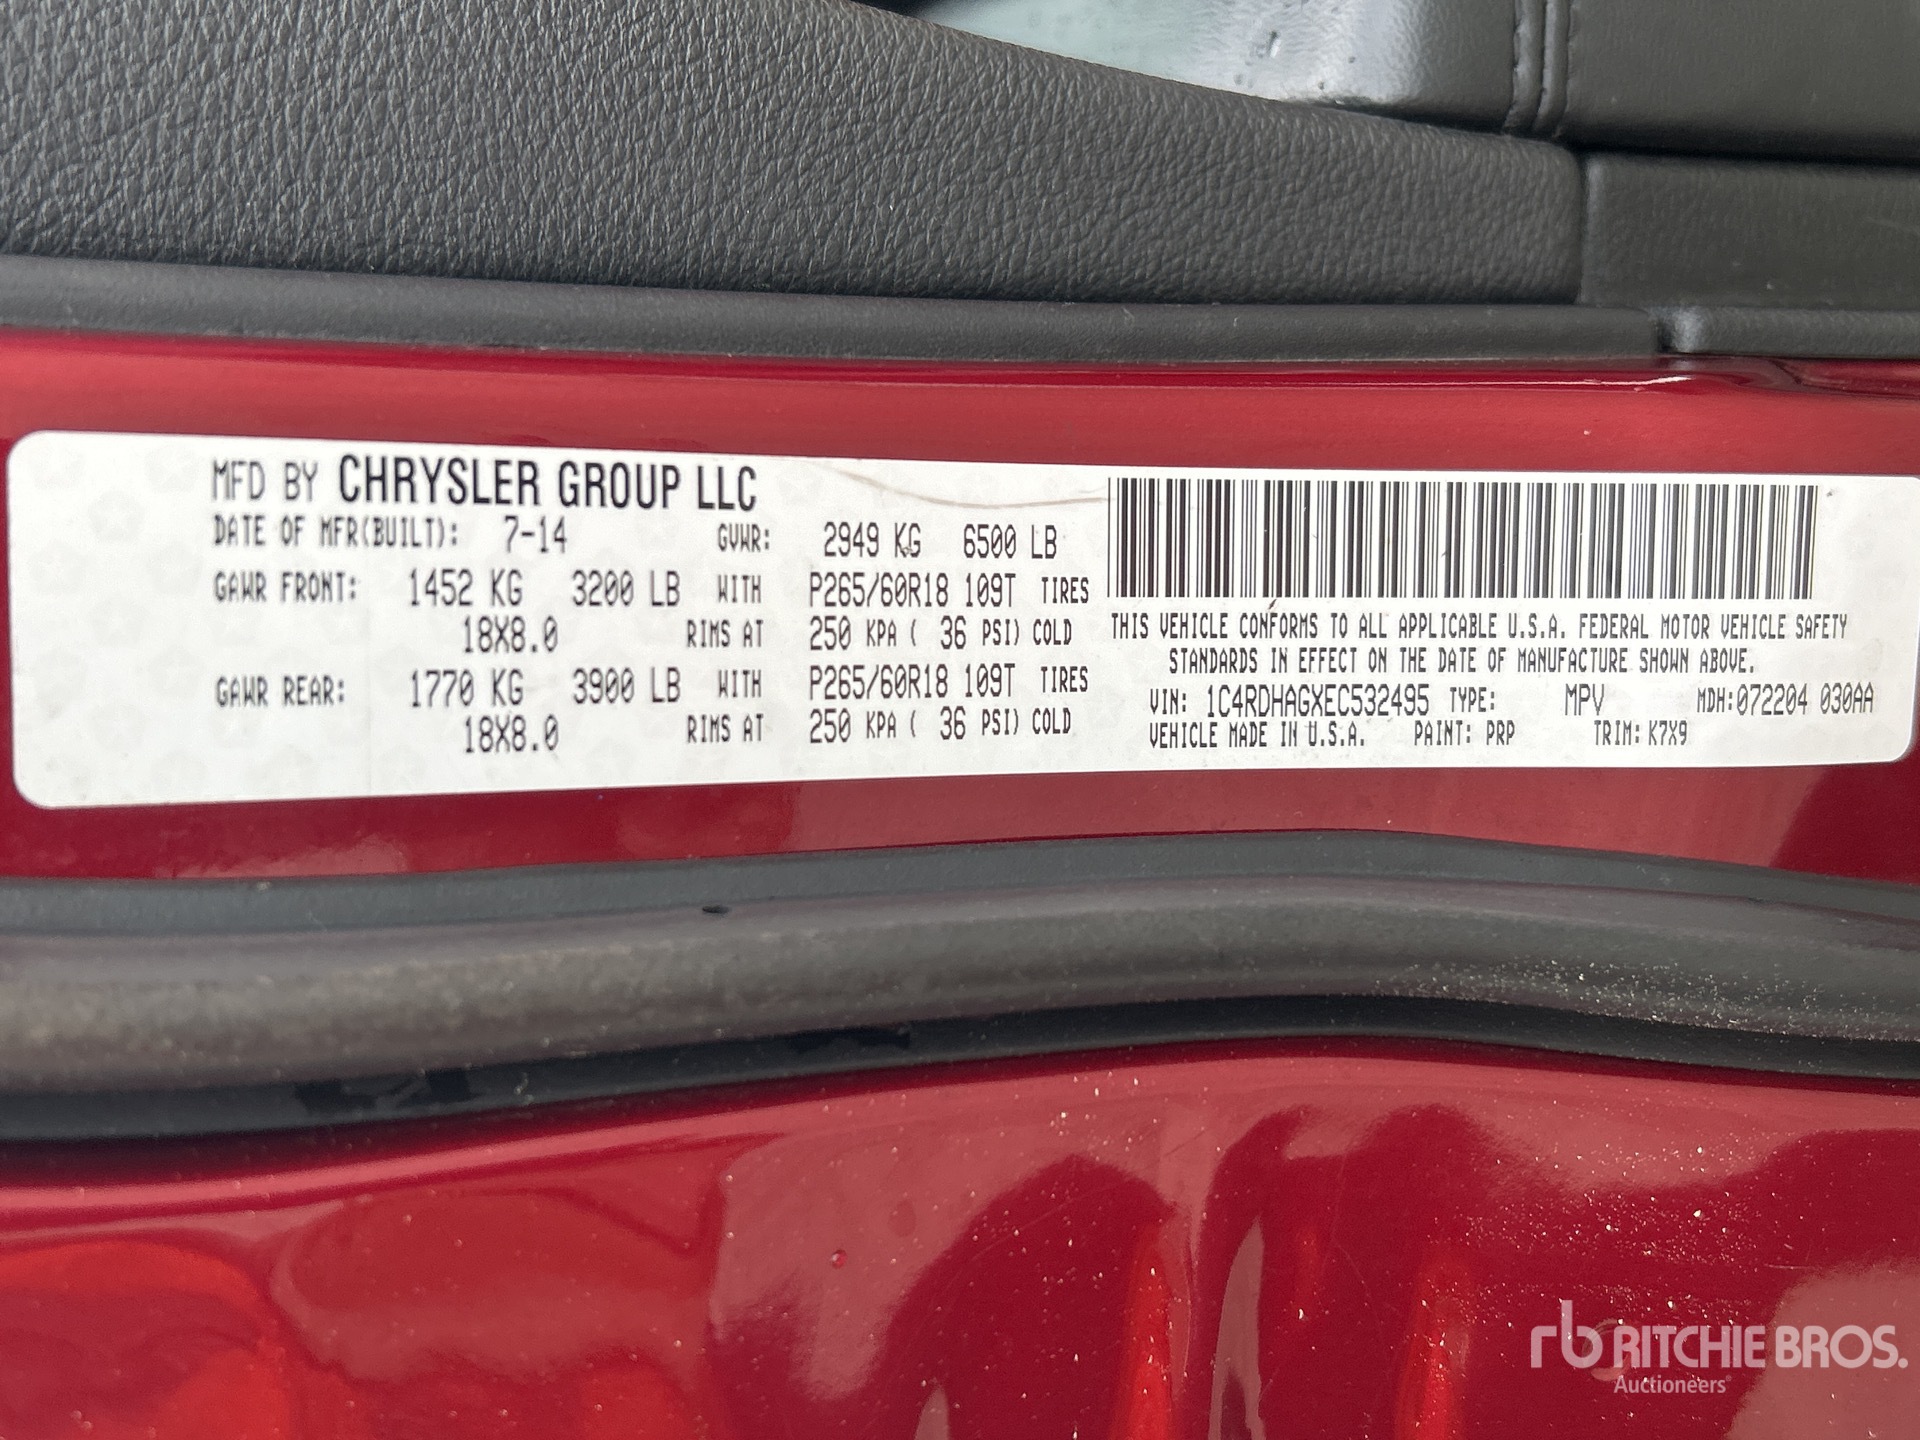 MFD BY CHRYSLER GROUP LLC
DATE OF MFR(BUILT): 7-14 GVWR: 2949 KG 6500 LB
GAWR FRONT: 1452 KG 3200 LB WITH P265/60R18 109T TIRES
18X8.0 RIMS AT 250 KPA ( 36 PSI) COLD
GAWR REAR: 1770 KG 3900 LB WITH P265/60R18 109T TIRES
18X8.0 RIMS AT 250 KPA ( 36 PSI) COLD
THIS VEHICLE CONFORMS TO ALL APPLICABLE U.S.A. FEDERAL MOTOR VEHICLE SAFETY
STANDARDS IN EFFECT ON THE DATE OF MANUFACTURE SHOWN ABOVE.
VIN: 1C4RDHAGXEC532495 TYPE: MPV MDH:072204 030AA
VEHICLE MADE IN U.S.A. PAINT: PRP TRIM: K7X9
rb RITCHIE BROS.
Auctioneers